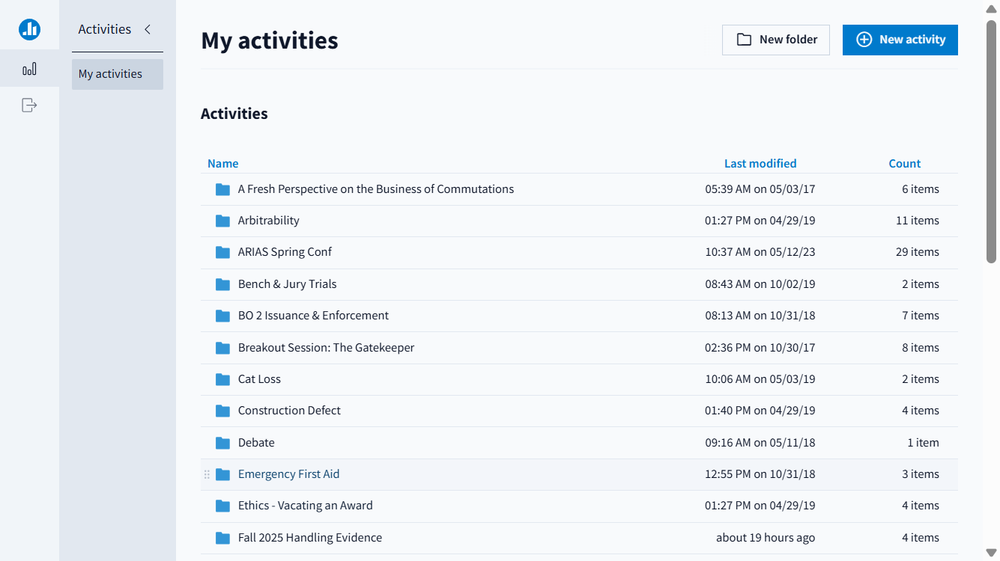 Activities
My activities
My activities
New folder
New activity
Activities
Name Last modified Count
A Fresh Perspective on the Business of Commutations 05:39 AM on 05/03/17 6 items
Arbitrability 01:27 PM on 04/29/19 11 items
ARIAS Spring Conf 10:37 AM on 05/12/23 29 items
Bench & Jury Trials 08:43 AM on 10/02/19 2 items
BO 2 Issuance & Enforcement 08:13 AM on 10/31/18 7 items
Breakout Session: The Gatekeeper 02:36 PM on 10/30/17 8 items
Cat Loss 10:06 AM on 05/03/19 2 items
Construction Defect 01:40 PM on 04/29/19 4 items
Debate 09:16 AM on 05/11/18 1 item
Emergency First Aid 12:55 PM on 10/31/18 3 items
Ethics - Vacating an Award 01:27 PM on 04/29/19 4 items
Fall 2025 Handling Evidence about 19 hours ago 4 items